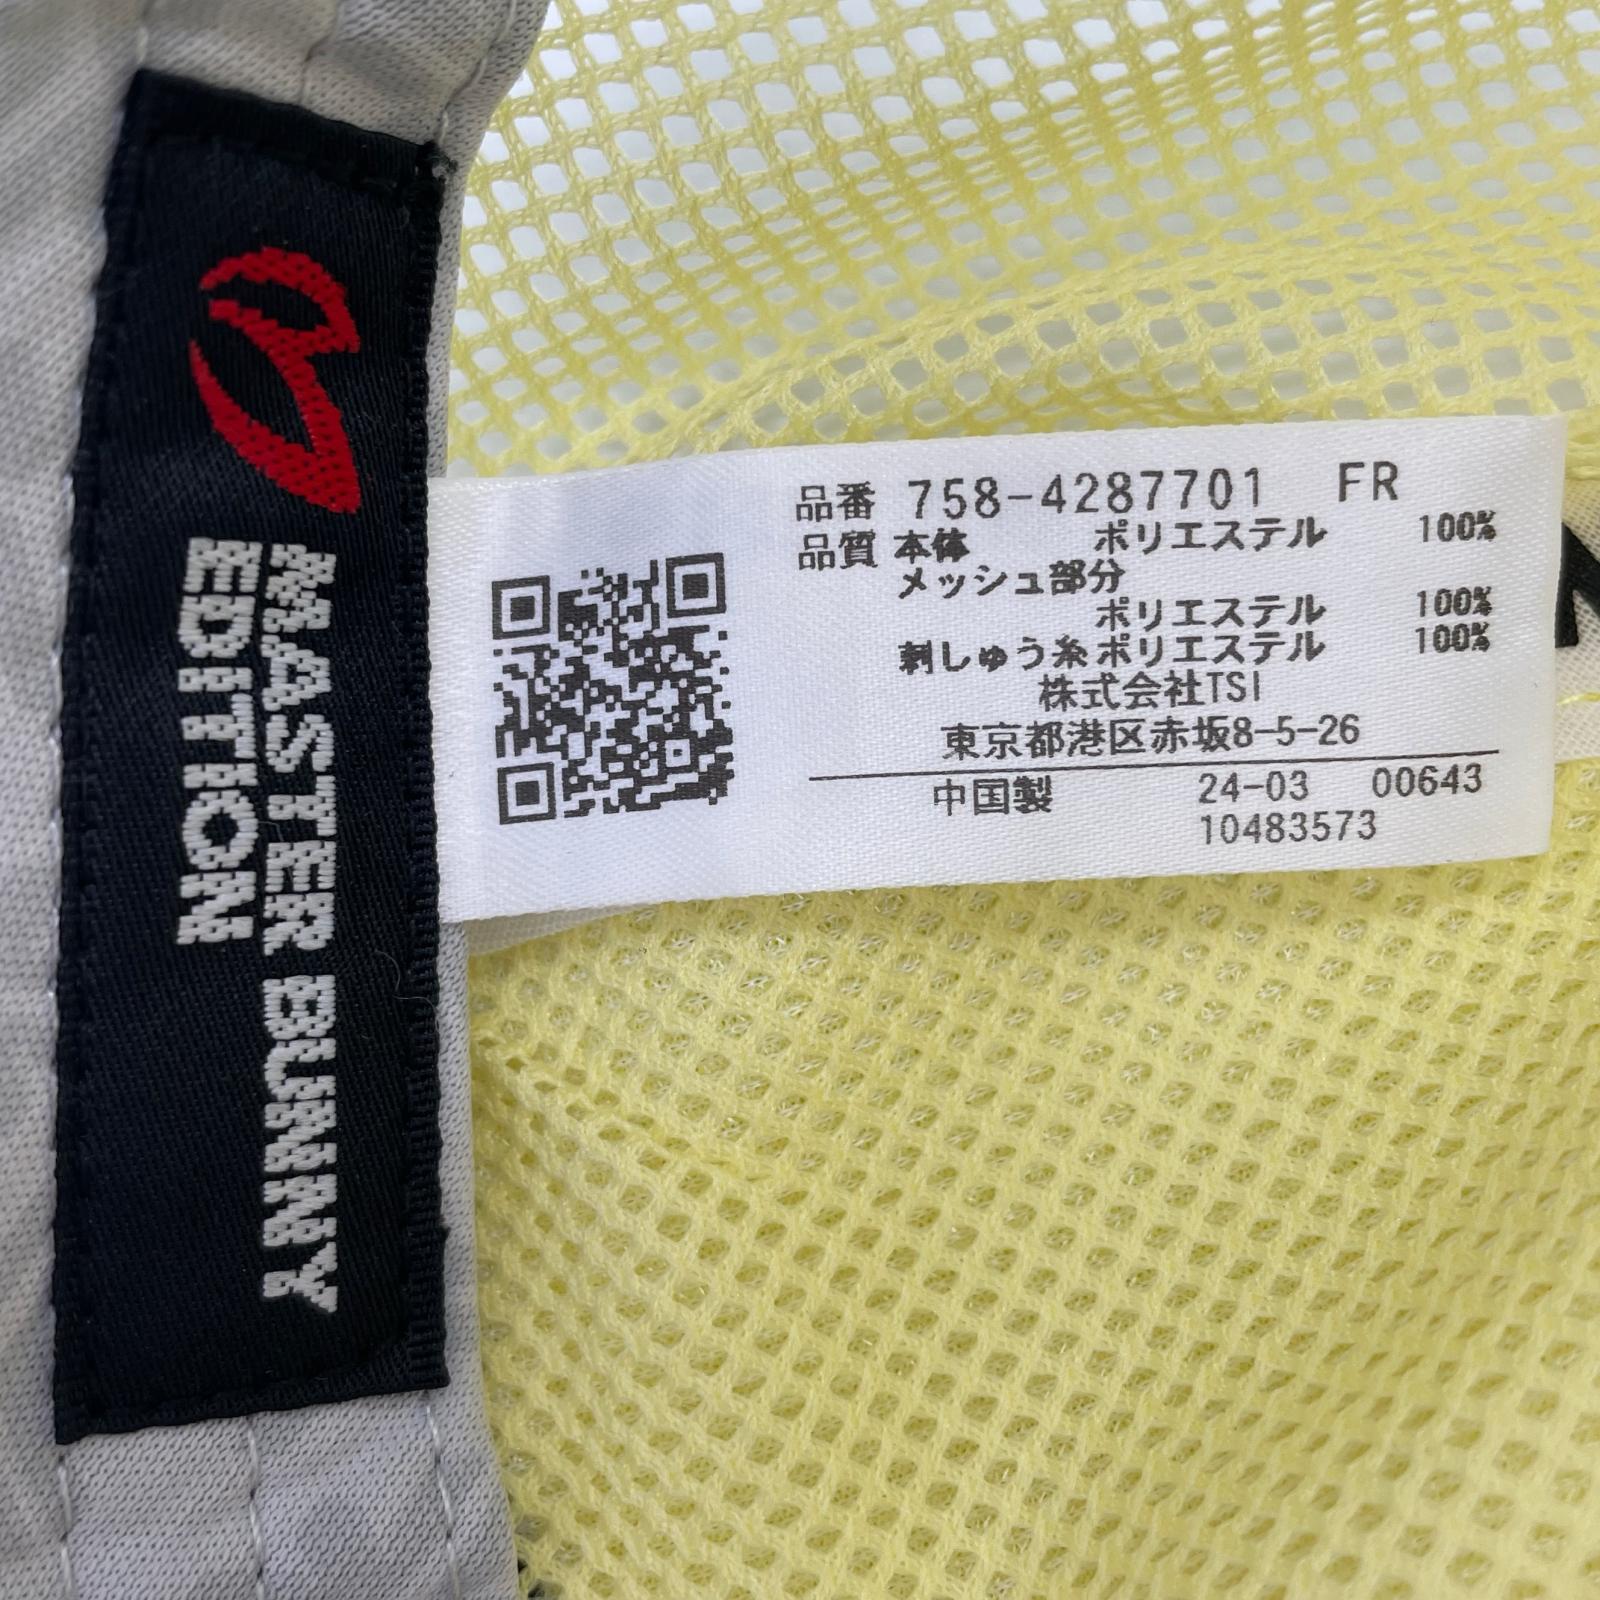 MASTER BUNNY
EDITION
品番 758-4287701 FR
品質 本体 ポリエステル 100%
メッシュ部分
ポリエステル 100%
刺しゅう糸 ポリエステル 100%
株式会社TSI
東京都港区赤坂8-5-26
中国製 24-03 00643
10483573